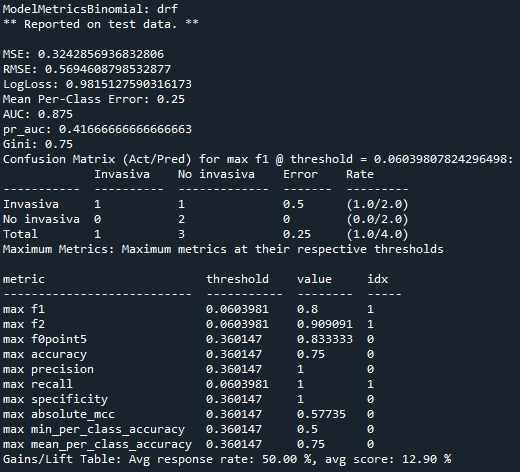 ModelMetricsBinomial: drf
** Reported on test data. **
MSE: 0.3242856936832806
RMSE: 0.5694608798532877
LogLoss: 0.9815127590316173
Mean Per-Class Error: 0.25
AUC: 0.875
pr_auc: 0.41666666666666663
Gini: 0.75
Confusion Matrix (Act/Pred) for max f1 @ threshold = 0.06039807824296498:
Invasiva No invasiva Error Rate
----------- ---------- ------------- ------- ---------
Invasiva 1 1 0.5 (1.0/2.0)
No invasiva 0 2 0 (0.0/2.0)
Total 1 3 0.25 (1.0/4.0)
Maximum Metrics: Maximum metrics at their respective thresholds
metric threshold value idx
--------------------------- ----------- -------- -----
max f1 0.0603981 0.8 1
max f2 0.0603981 0.909091 1
max f0point5 0.360147 0.833333 0
max accuracy 0.360147 0.75 0
max precision 0.360147 1 0
max recall 0.0603981 1 1
max specificity 0.360147 1 0
max absolute_mcc 0.360147 0.57735 0
max min_per_class_accuracy 0.360147 0.5 0
max mean_per_class_accuracy 0.360147 0.75 0
Gains/Lift Table: Avg response rate: 50.00 %, avg score: 12.90 %